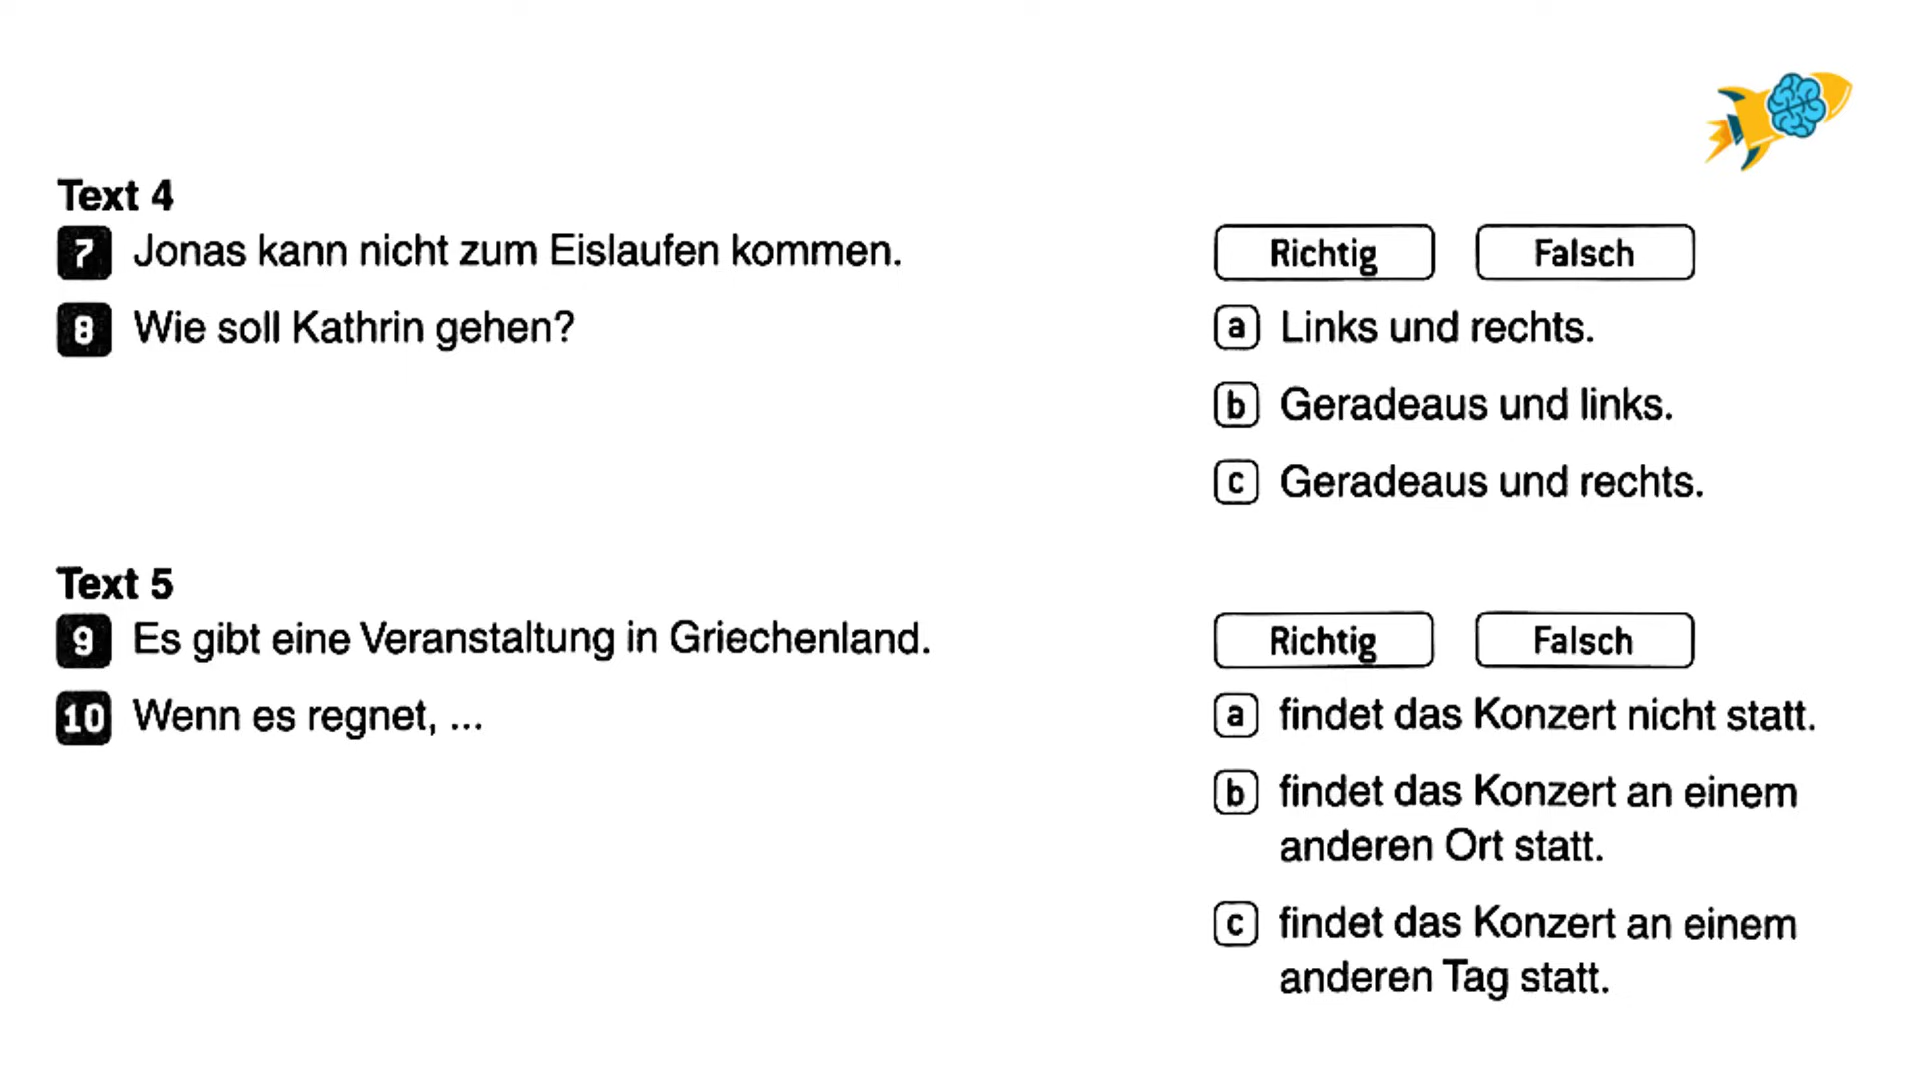 Text 4
7 Jonas kann nicht zum Eislaufen kommen.
Richtig Falsch
8 Wie soll Kathrin gehen?
a Links und rechts.
b Geradeaus und links.
c Geradeaus und rechts.
Text 5
9 Es gibt eine Veranstaltung in Griechenland.
Richtig Falsch
10 Wenn es regnet, ...
a findet das Konzert nicht statt.
b findet das Konzert an einem
anderen Ort statt.
c findet das Konzert an einem
anderen Tag statt.